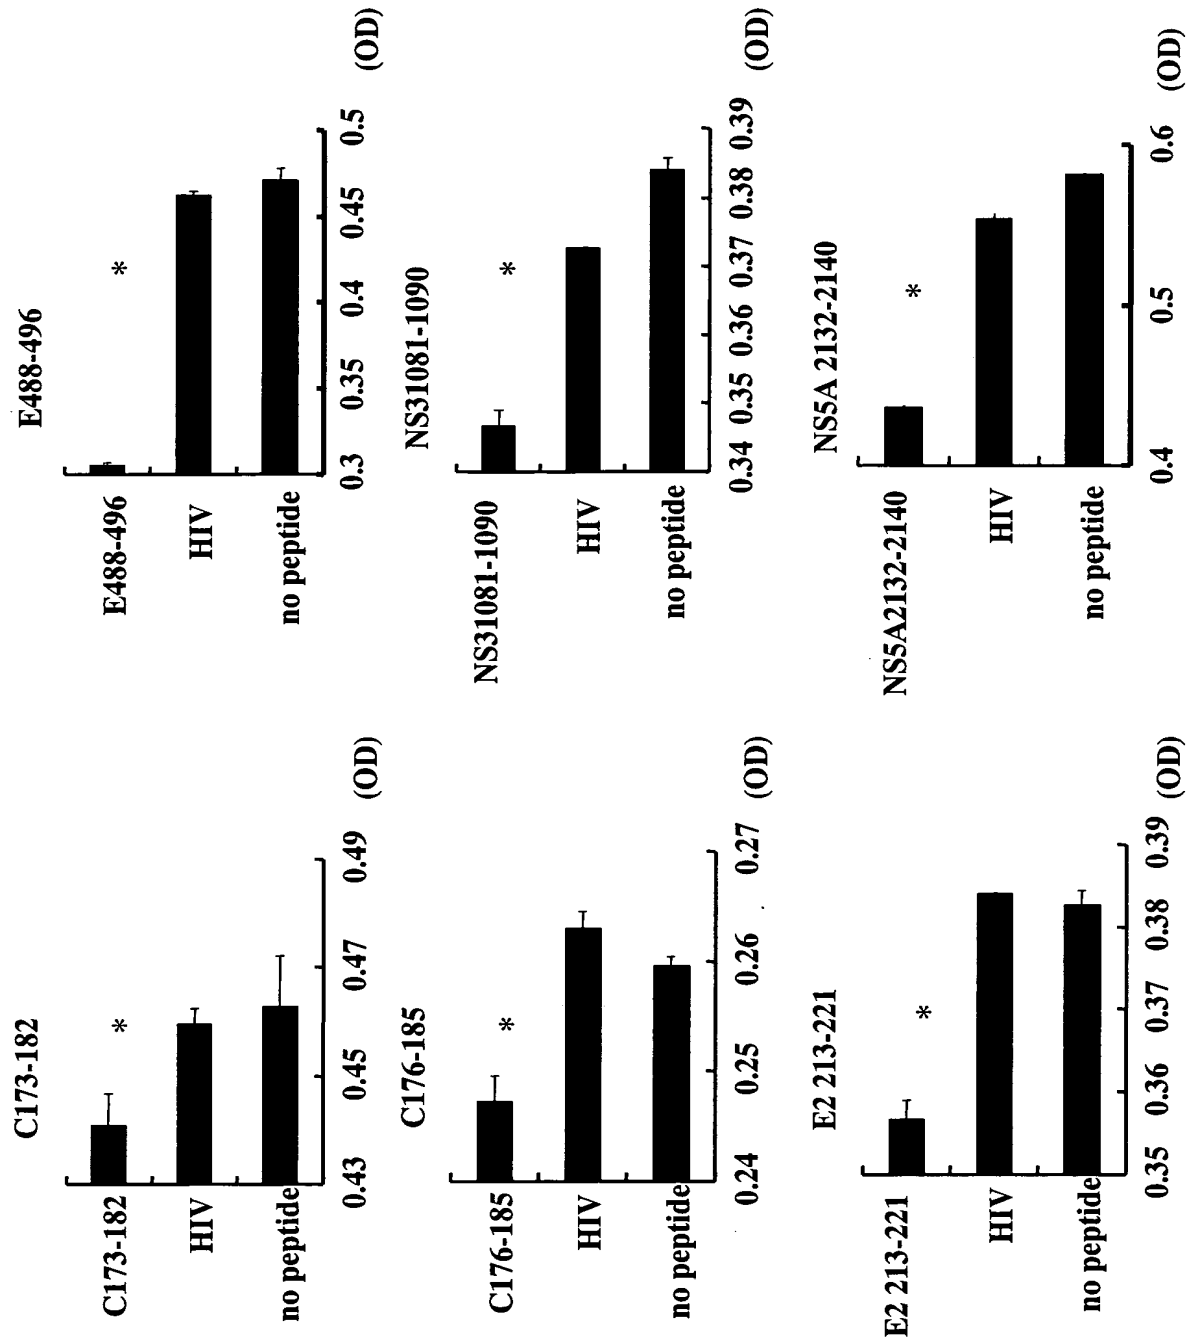 C173-182
C173-182
*
HIV
no peptide
0.43 0.45 0.47 0.49 (OD)
E488-496
E488-496
*
HIV
no peptide
0.3 0.35 0.4 0.45 0.5 (OD)
C176-185
C176-185
*
HIV
no peptide
0.24 0.25 0.26 0.27 (OD)
NS31081-1090
NS31081-1090
*
HIV
no peptide
0.34 0.35 0.36 0.37 0.38 0.39 (OD)
E2 213-221
E2 213-221
*
HIV
no peptide
0.35 0.36 0.37 0.38 0.39 (OD)
NS5A 2132-2140
NS5A2132-2140
*
HIV
no peptide
0.4 0.5 0.6 (OD)